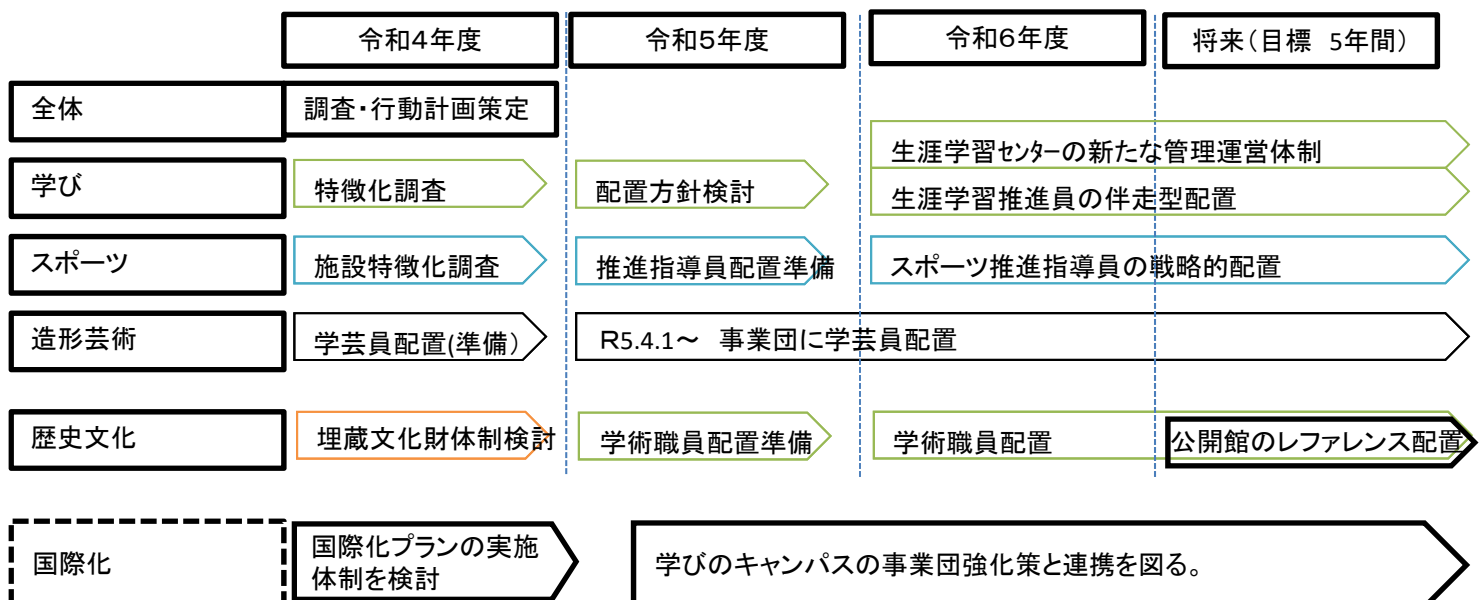 令和4年度
令和5年度
令和6年度
将来(目標 5年間)
全体
調査・行動計画策定
生涯学習センターの新たな管理運営体制
学び
特徴化調査
配置方針検討
生涯学習推進員の伴走型配置
スポーツ
施設特徴化調査
推進指導員配置準備
スポーツ推進指導員の戦略的配置
造形芸術
学芸員配置(準備)
R5.4.1～ 事業団に学芸員配置
歴史文化
埋蔵文化財体制検討
学術職員配置準備
学術職員配置
公開館のレファレンス配置
国際化
国際化プランの実施
体制を検討
学びのキャンパスの事業団強化策と連携を図る。